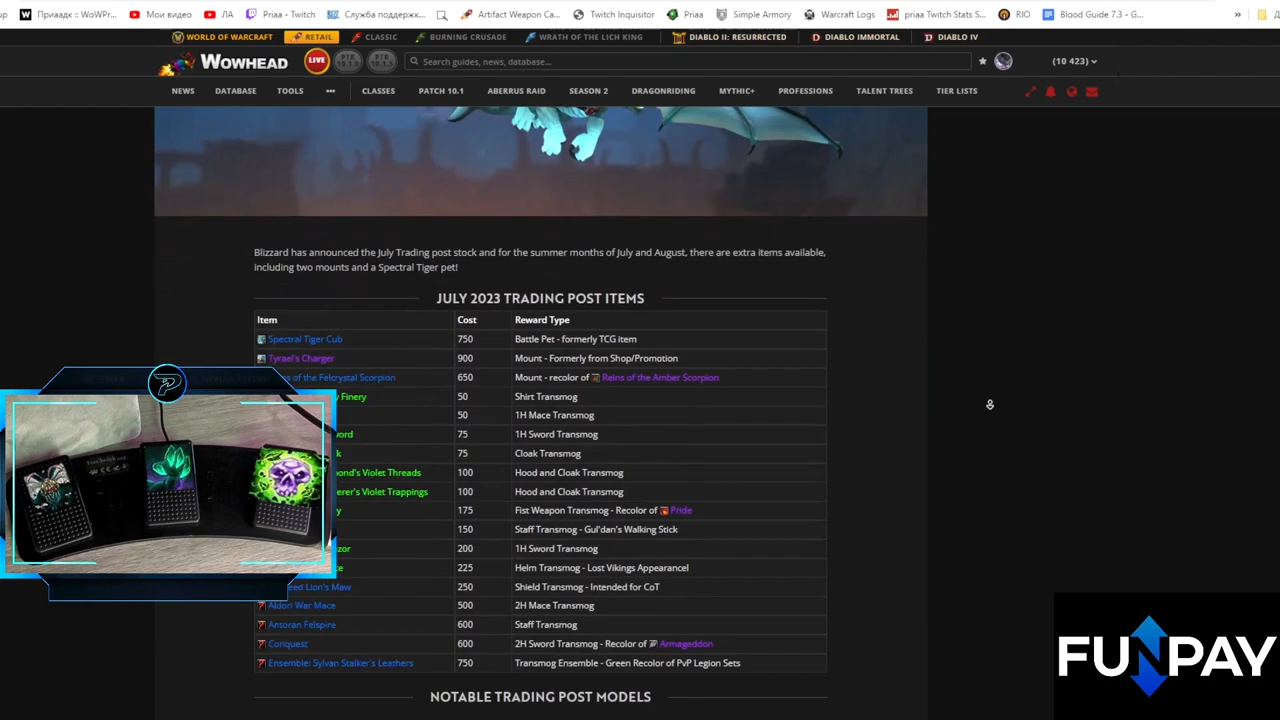 up Приаадк :: WoWPr... Мои видео ЛА Priaa - Twitch Служба поддержк... Artifact Weapon Ca... Twitch Inquisitor Priaa Simple Armory Warcraft Logs priaa Twitch Stats S... RIO Blood Guide 7.3 - G... »
WORLD OF WARCRAFT RETAIL CLASSIC BURNING CRUSADE WRATH OF THE LICH KING DIABLO II: RESURRECTED DIABLO IMMORTAL DIABLO IV
WOWHEAD LIVE PTR PTR Search guides, news, database... (10 423)
NEWS DATABASE TOOLS ••• CLASSES PATCH 10.1 ABERRUS RAID SEASON 2 DRAGONRIDING MYTHIC+ PROFESSIONS TALENT TREES TIER LISTS
Blizzard has announced the July Trading post stock and for the summer months of July and August, there are extra items available,
including two mounts and a Spectral Tiger pet!
JULY 2023 TRADING POST ITEMS
Item Cost Reward Type
Spectral Tiger Cub 750 Battle Pet - formerly TCG item
Tyrael's Charger 900 Mount - Formerly from Shop/Promotion
ns of the Felcrystal Scorpion 650 Mount - recolor of Reins of the Amber Scorpion
y Finery 50 Shirt Transmog
50 1H Mace Transmog
ord 75 1H Sword Transmog
k 75 Cloak Transmog
ond's Violet Threads 100 Hood and Cloak Transmog
erer's Violet Trappings 100 Hood and Cloak Transmog
y 175 Fist Weapon Transmog - Recolor of Pride
150 Staff Transmog - Gul'dan's Walking Stick
zor 200 1H Sword Transmog
ce 225 Helm Transmog - Lost Vikings Appearancel
eed Lion's Maw 250 Shield Transmog - Intended for CoT
Aldori War Mace 500 2H Mace Transmog
Antoran Felspire 600 Staff Transmog
Conquest 600 2H Sword Transmog - Recolor of Armageddon
Ensemble: Sylvan Stalker's Leathers 750 Transmog Ensemble - Green Recolor of PvP Legion Sets
NOTABLE TRADING POST MODELS
FUNPAY